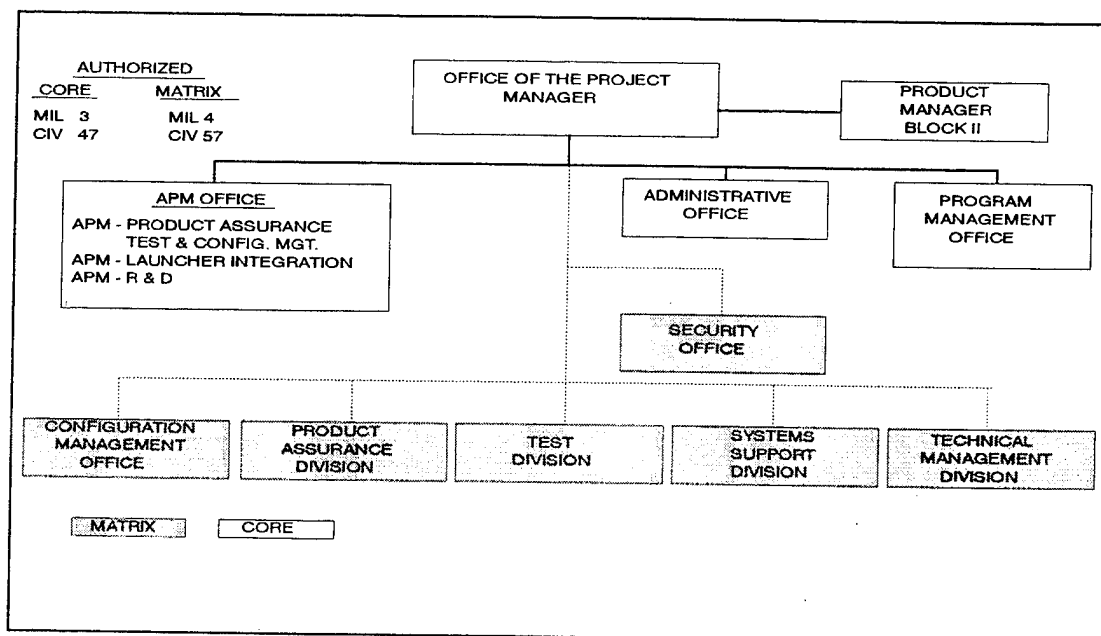 AUTHORIZED
CORE MATRIX
MIL 3 MIL 4
CIV 47 CIV 57
OFFICE OF THE PROJECT
MANAGER
PRODUCT
MANAGER
BLOCK II
APM OFFICE
APM - PRODUCT ASSURANCE
TEST & CONFIG. MGT.
APM - LAUNCHER INTEGRATION
APM - R & D
ADMINISTRATIVE
OFFICE
PROGRAM
MANAGEMENT
OFFICE
SECURITY
OFFICE
CONFIGURATION
MANAGEMENT
OFFICE
PRODUCT
ASSURANCE
DIVISION
TEST
DIVISION
SYSTEMS
SUPPORT
DIVISION
TECHNICAL
MANAGEMENT
DIVISION
MATRIX CORE